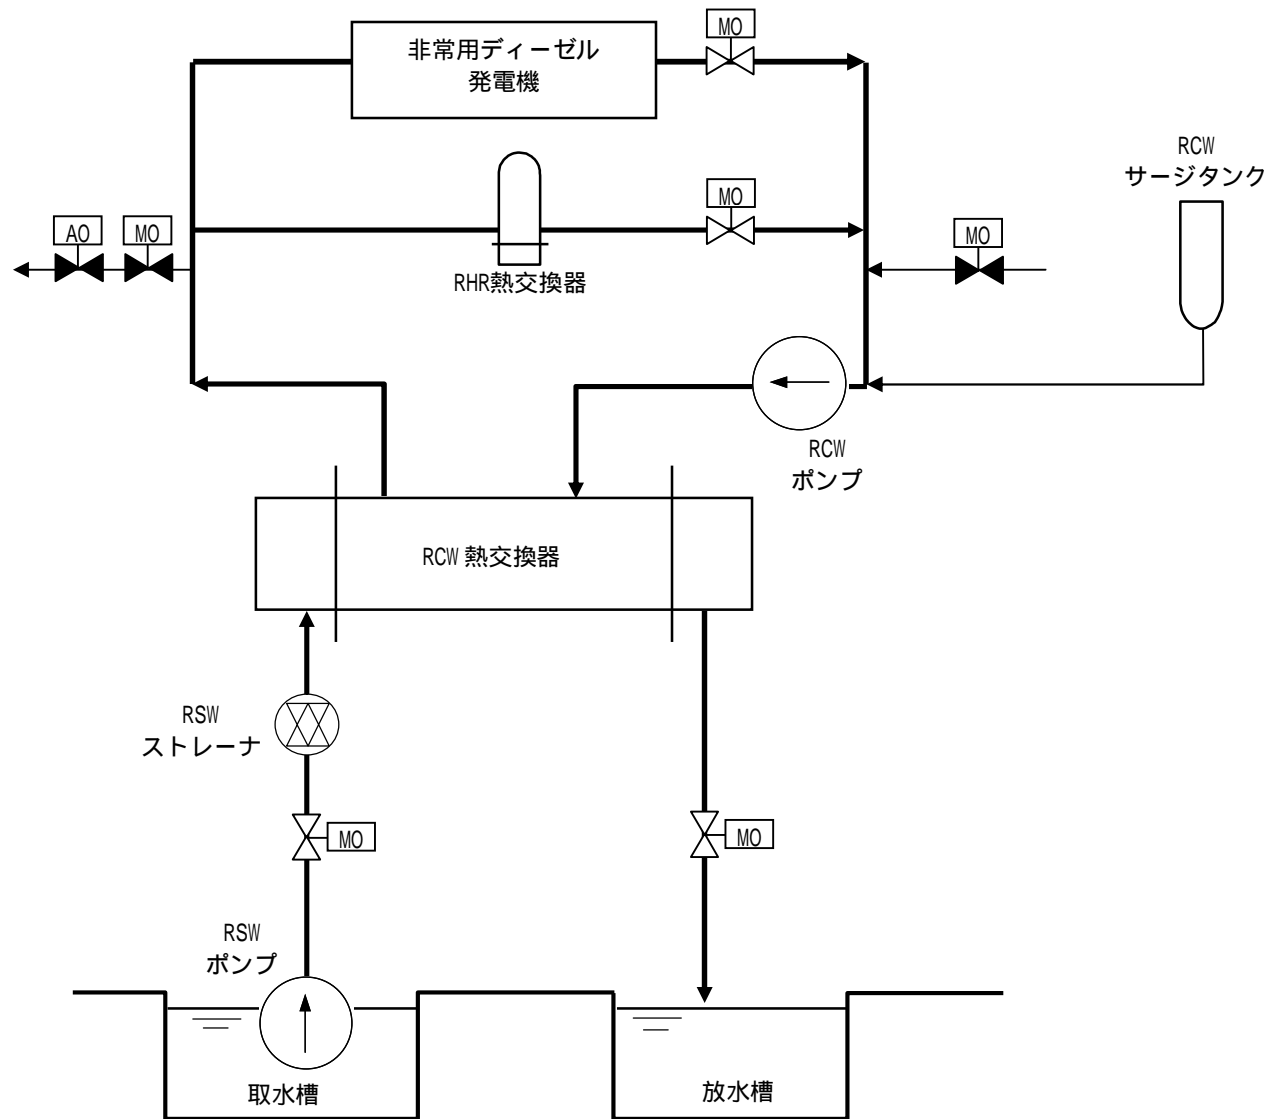 MO
非常用ディーゼル
発電機
RCW
サージタンク
MO
AO
MO
MO
RHR熱交換器
RCW
ポンプ
RCW 熱交換器
RSW
ストレーナ
MO
MO
RSW
ポンプ
取水槽
放水槽